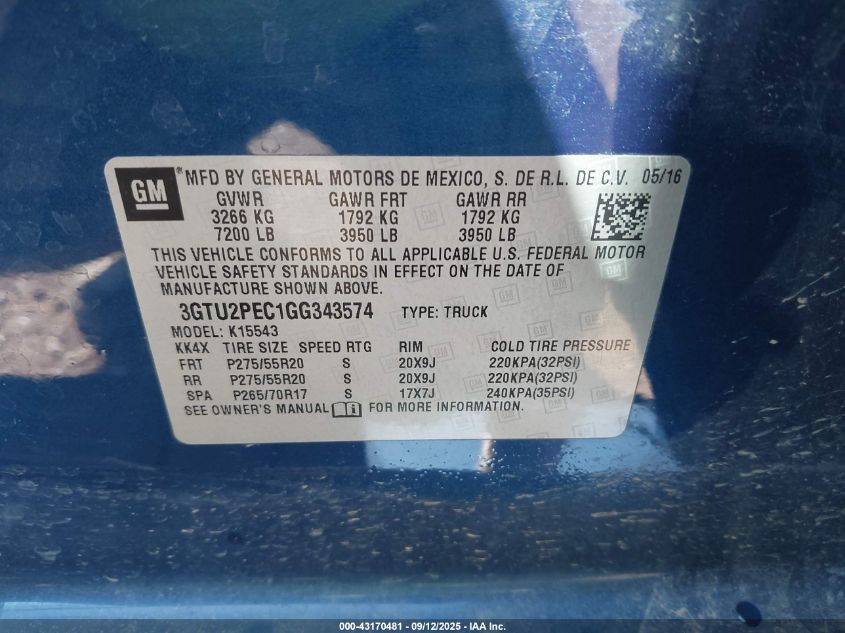 GM ® MFD BY GENERAL MOTORS DE MEXICO, S. DE R.L. DE C.V. 05/16
GVWR GAWR FRT GAWR RR
3266 KG 1792 KG 1792 KG
7200 LB 3950 LB 3950 LB
THIS VEHICLE CONFORMS TO ALL APPLICABLE U.S. FEDERAL MOTOR
VEHICLE SAFETY STANDARDS IN EFFECT ON THE DATE OF
MANUFACTURE SHOWN ABOVE.
3GTU2PEC1GG343574 TYPE: TRUCK
MODEL: K15543
KK4X TIRE SIZE SPEED RTG RIM COLD TIRE PRESSURE
FRT P275/55R20 S 20X9J 220KPA(32PSI)
RR P275/55R20 S 20X9J 220KPA(32PSI)
SPA P265/70R17 S 17X7J 240KPA(35PSI)
SEE OWNER'S MANUAL FOR MORE INFORMATION.
000-43170481 - 09/12/2025 - © IAA Inc.